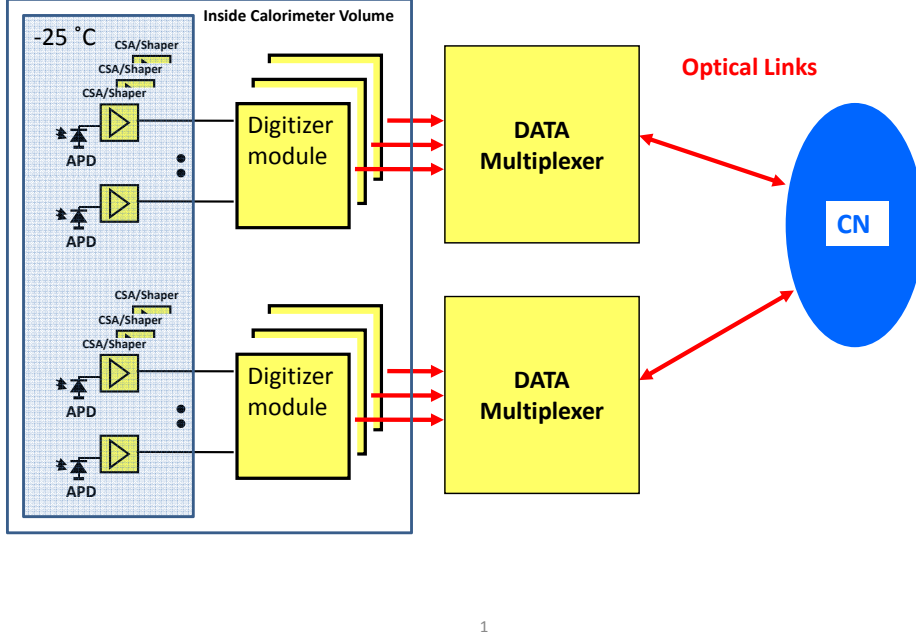 Inside Calorimeter Volume
-25 ˚C
CSA/Shaper
CSA/Shaper
CSA/Shaper
APD
APD
Digitizer
module
DATA
Multiplexer
Optical Links
CN
CSA/Shaper
CSA/Shaper
CSA/Shaper
APD
APD
Digitizer
module
DATA
Multiplexer
1